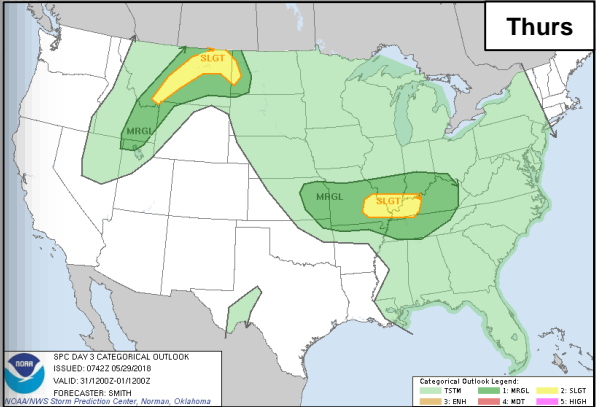 Thurs
SLGT
MRGL
MRGL
SLGT
NOAA
SPC DAY 3 CATEGORICAL OUTLOOK
ISSUED: 0742Z 05/29/2018
VALID: 31/1200Z-01/1200Z
FORECASTER: SMITH
NOAA/NWS Storm Prediction Center, Norman, Oklahoma
Categorical Outlook Legend:
TSTM 1: MRGL 2: SLGT
3: ENH 4: MDT 5: HIGH